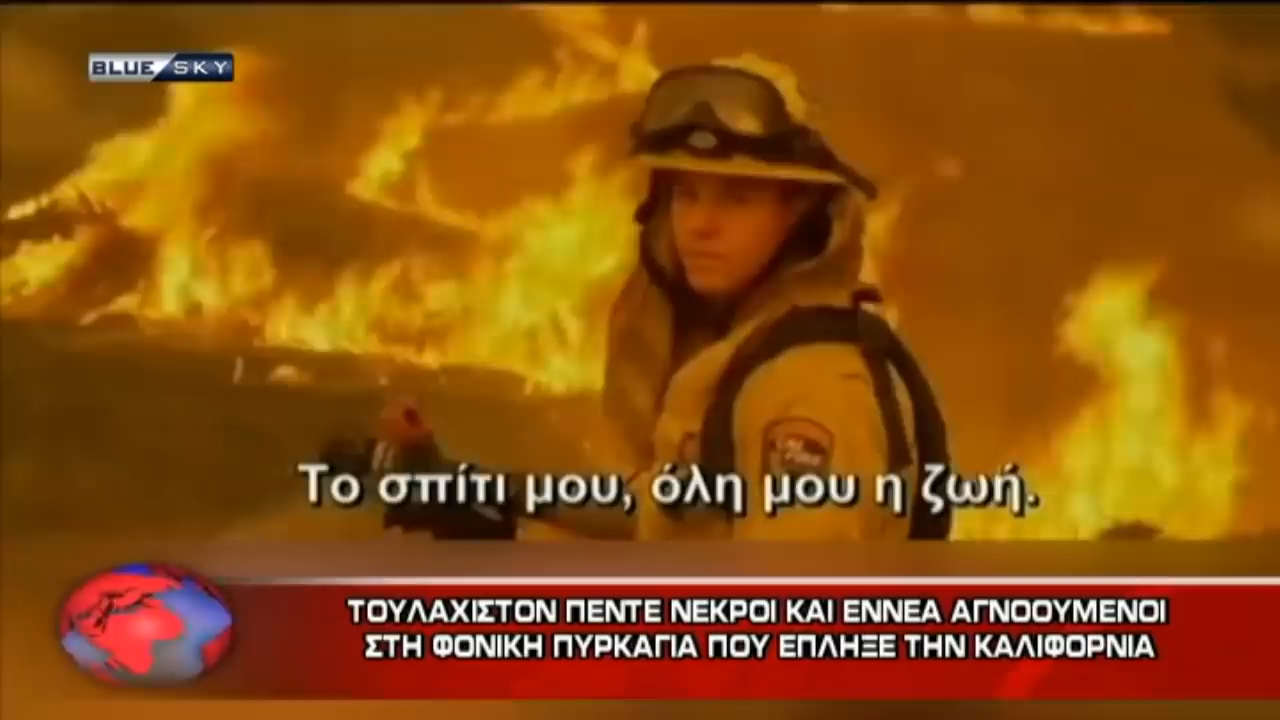 BLUE SKY
Το σπίτι μου, όλη μου η ζωή.
ΤΟΥΛΑΧΙΣΤΟΝ ΠΕΝΤΕ ΝΕΚΡΟΙ ΚΑΙ ΕΝΝΕΑ ΑΓΝΟΟΥΜΕΝΟΙ
ΣΤΗ ΦΟΝΙΚΗ ΠΥΡΚΑΓΙΑ ΠΟΥ ΕΠΛΗΞΕ ΤΗΝ ΚΑΛΙΦΟΡΝΙΑ